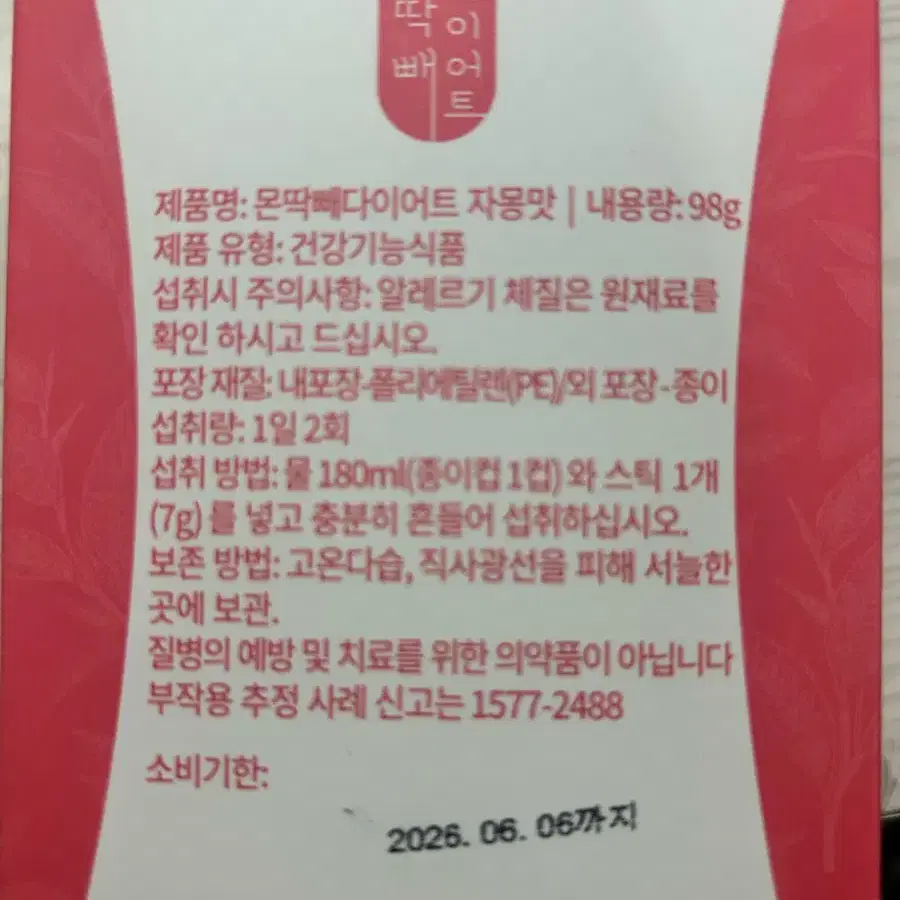 딱 이
빼 어
트
제품명: 몬딱빼다이어트 자몽맛 | 내용량: 98g
제품 유형: 건강기능식품
섭취시 주의사항: 알레르기 체질은 원재료를
확인 하시고 드십시오.
포장 재질: 내포장-폴리에틸렌(PE)/외 포장 - 종이
섭취량: 1일 2회
섭취 방법: 물 180ml(종이컵 1컵) 와 스틱 1개
(7g) 를 넣고 충분히 흔들어 섭취하십시오.
보존 방법: 고온다습, 직사광선을 피해 서늘한
곳에 보관.
질병의 예방 및 치료를 위한 의약품이 아닙니다
부작용 추정 사례 신고는 1577-2488
소비기한:
2026. 06. 06까지